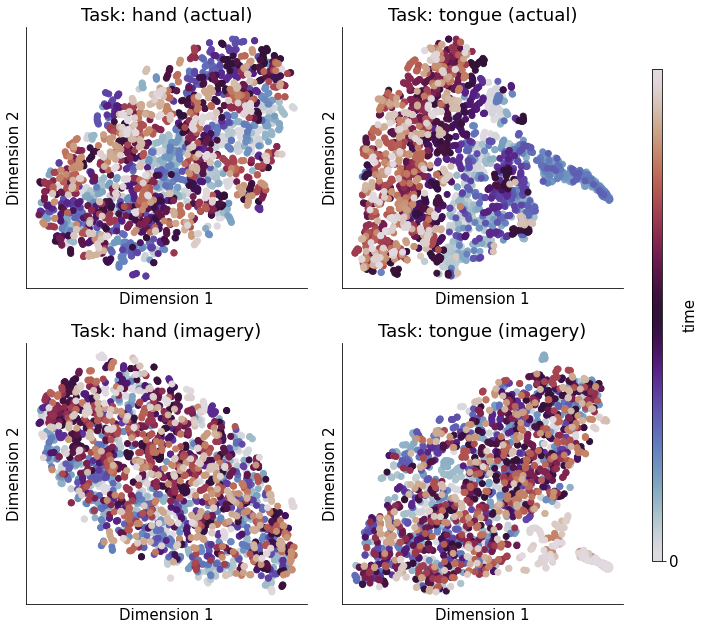 Task: hand (actual)
Task: tongue (actual)
Dimension 2
Dimension 1
Dimension 2
Dimension 1
Task: hand (imagery)
Task: tongue (imagery)
Dimension 2
Dimension 1
Dimension 2
Dimension 1
time
0